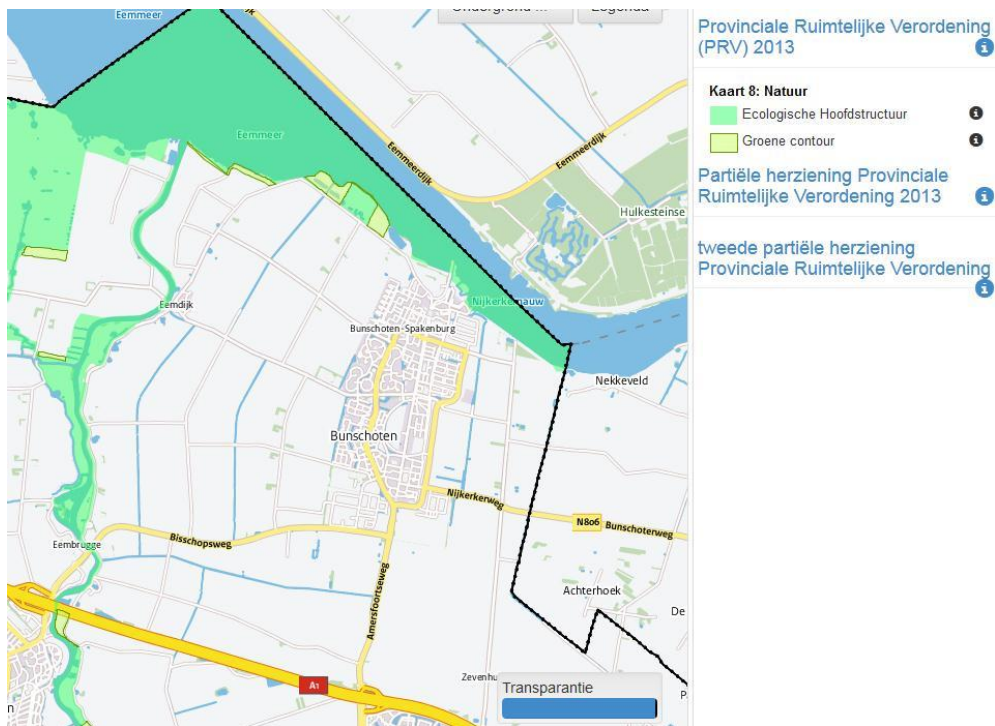 Eemmeer
Legenda
Provinciale Ruimtelijke Verordening
(PRV) 2013
Kaart 8: Natuur
Ecologische Hoofdstructuur
Groene contour
Partiële herziening Provinciale
Ruimtelijke Verordening 2013
tweede partiële herziening
Provinciale Ruimtelijke Verordening
Eemmeer
Eemmeerdijk
Eemmeerdijk
Hulkesteinse
Eemdijk
Nijkerkernauw
Bunschoten-Spakenburg
Nekkeveld
Bunschoten
Nijkerkerweg
N806
Bunschoterweg
Bisschopsweg
Eembrugge
Amersfoortseweg
Achterhoek
De
A1
Zevenhu
Transparantie
P
n